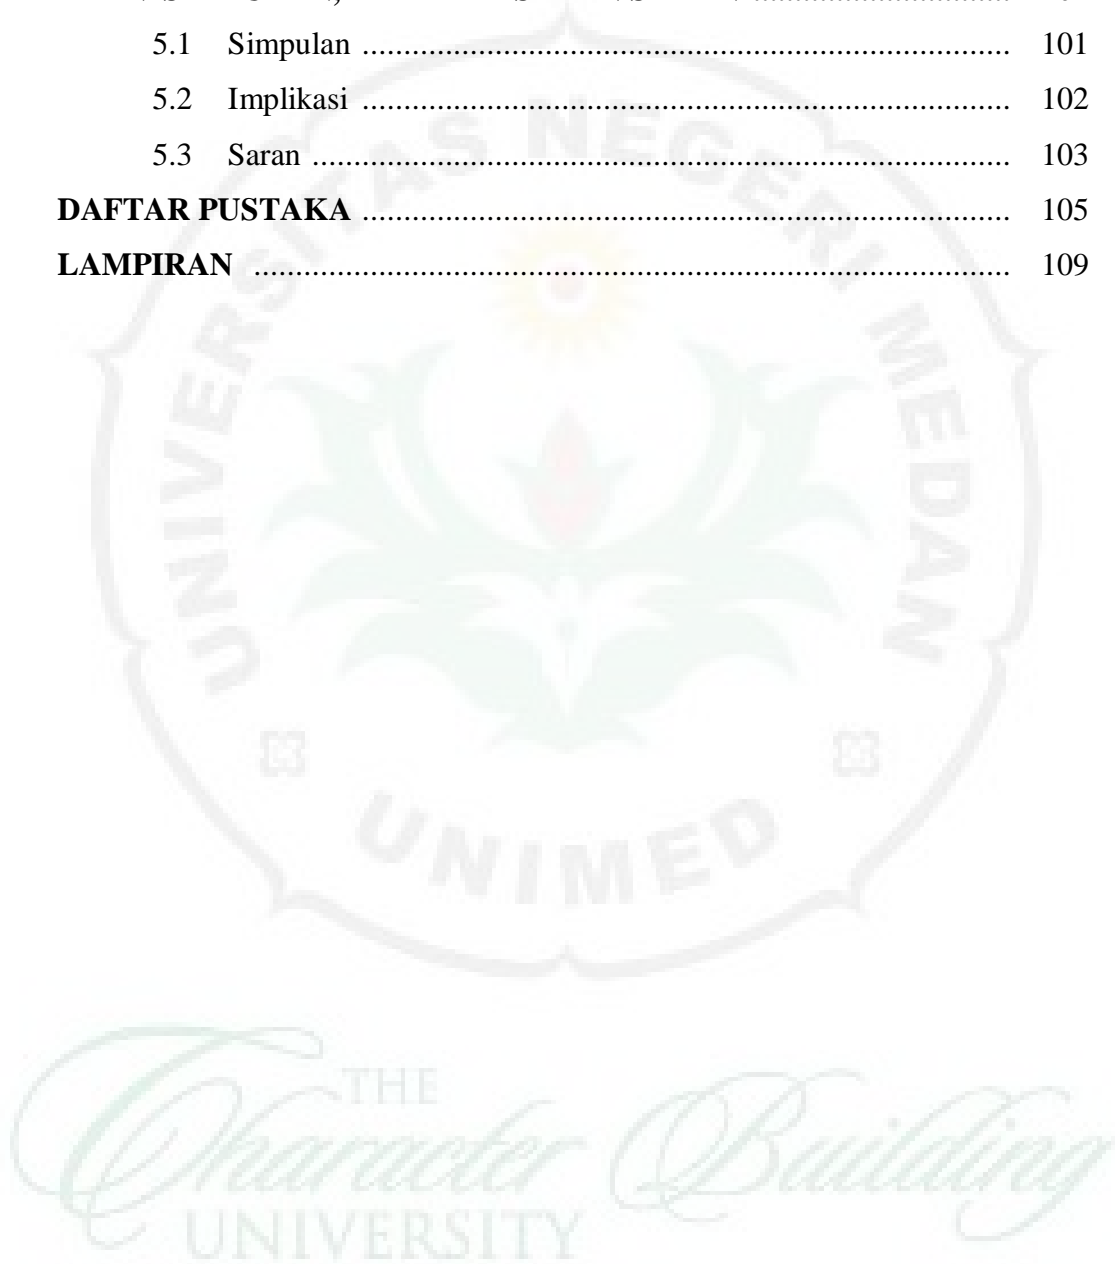 5.1 Simpulan ............................................................................... 101
5.2 Implikasi ............................................................................... 102
5.3 Saran ..................................................................................... 103
DAFTAR PUSTAKA ............................................................................... 105
LAMPIRAN ............................................................................................ 109
UNIVERSITAS NEGERI MEDAN
UNIMED
THE
Character Building
UNIVERSITY